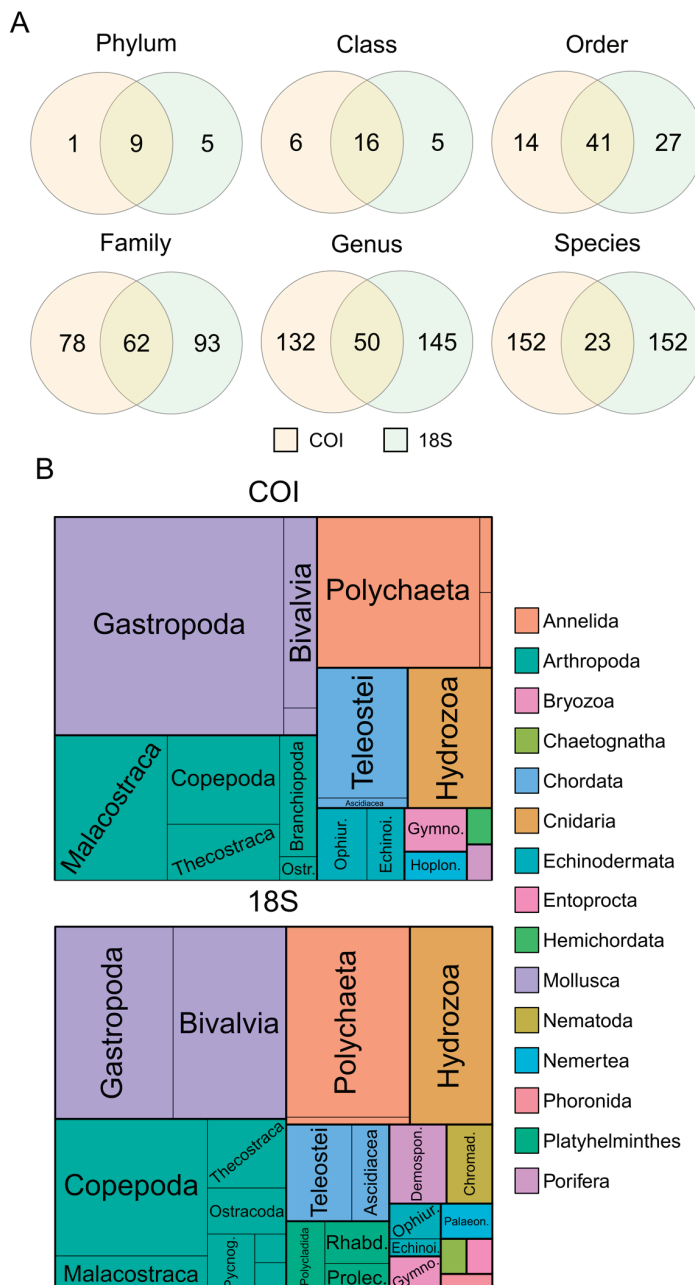 A
Phylum Class Order
1 9 5 6 16 5 14 41 27
Family Genus Species
78 62 93 132 50 145 152 23 152
COI 18S
B
COI
Gastropoda
Bivalvia
Polychaeta
Teleostei
Ascidiacea
Hydrozoa
Malacostraca
Copepoda
Thecostraca
Branchiopoda
Ostr.
Ophiur.
Echinoi.
Gymno.
Hoplon.
18S
Gastropoda
Bivalvia
Polychaeta
Hydrozoa
Copepoda
Malacostraca
Thecostraca
Ostracoda
Pycnog.
Teleostei
Ascidiacea
Polycladida
Rhabd.
Prolec.
Demospon.
Chromad.
Ophiur.
Echinoi.
Gymno.
Palaeon.
Annelida
Arthropoda
Bryozoa
Chaetognatha
Chordata
Cnidaria
Echinodermata
Entoprocta
Hemichordata
Mollusca
Nematoda
Nemertea
Phoronida
Platyhelminthes
Porifera